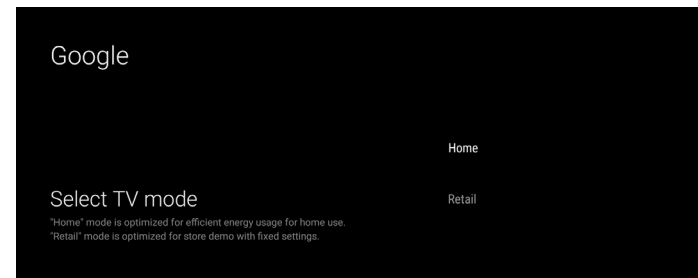 Google
Home
Select TV mode
Retail
"Home" mode is optimized for efficient energy usage for home use.
"Retail" mode is optimized for store demo with fixed settings.